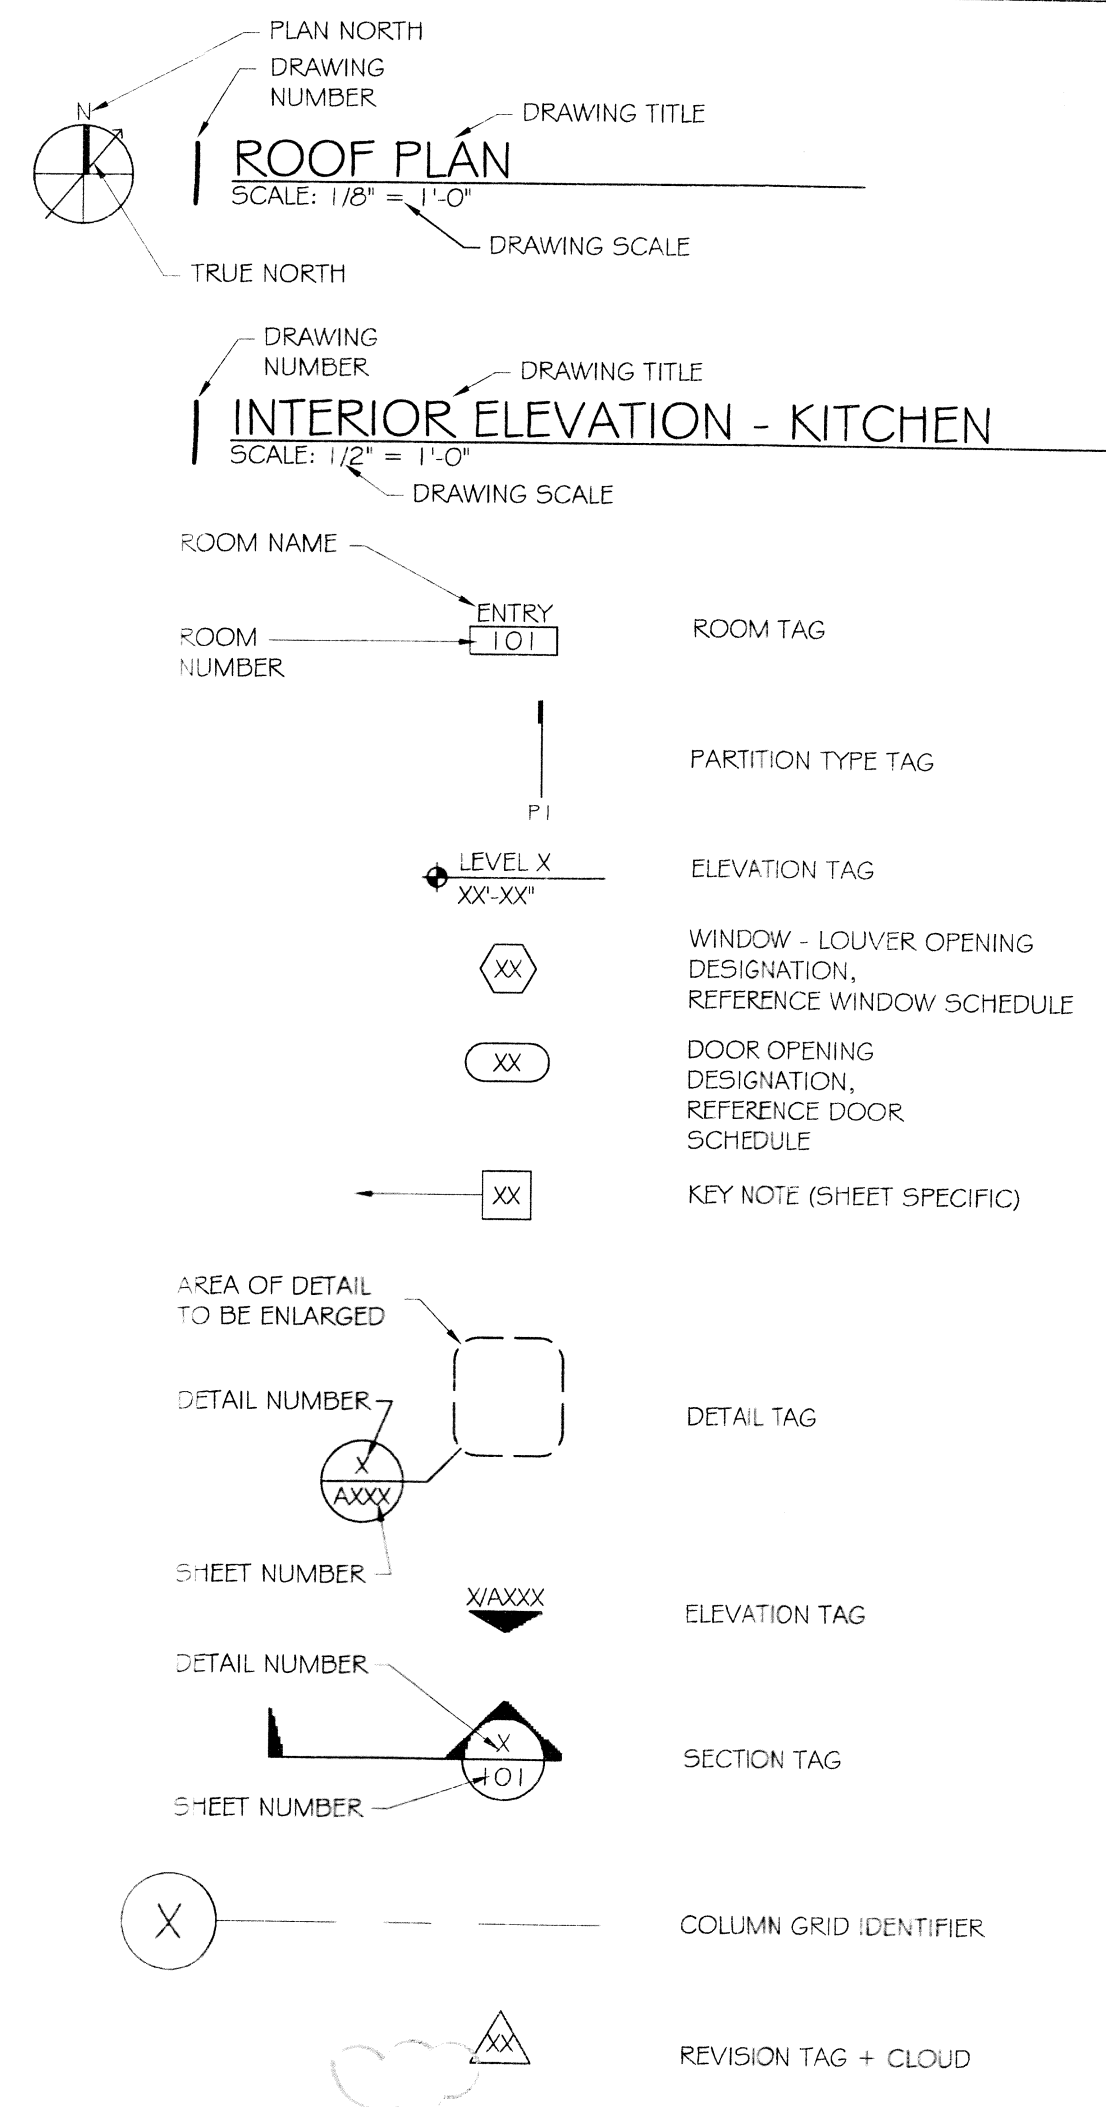 PLAN NORTH
DRAWING
NUMBER
N
DRAWING TITLE
1 ROOF PLAN
SCALE: 1/8" = 1'-0"
DRAWING SCALE
TRUE NORTH
DRAWING
NUMBER
DRAWING TITLE
1 INTERIOR ELEVATION - KITCHEN
SCALE: 1/2" = 1'-0"
DRAWING SCALE
ROOM NAME
ENTRY
ROOM
NUMBER
101
ROOM TAG
PARTITION TYPE TAG
P1
LEVEL X
XX'-XX"
ELEVATION TAG
XX
WINDOW - LOUVER OPENING
DESIGNATION,
REFERENCE WINDOW SCHEDULE
XX
DOOR OPENING
DESIGNATION,
REFERENCE DOOR
SCHEDULE
XX
KEY NOTE (SHEET SPECIFIC)
AREA OF DETAIL
TO BE ENLARGED
DETAIL NUMBER
X
AXXX
DETAIL TAG
SHEET NUMBER
X/AXXX
ELEVATION TAG
DETAIL NUMBER
X
101
SECTION TAG
SHEET NUMBER
X
COLUMN GRID IDENTIFIER
XX
REVISION TAG + CLOUD